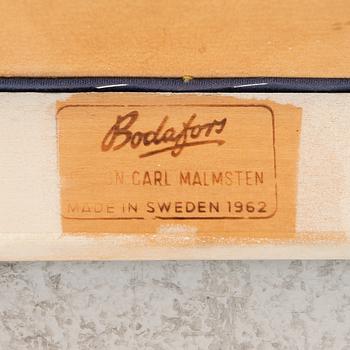 Bodafors
CARL MALMSTEN
MADE IN SWEDEN 1962